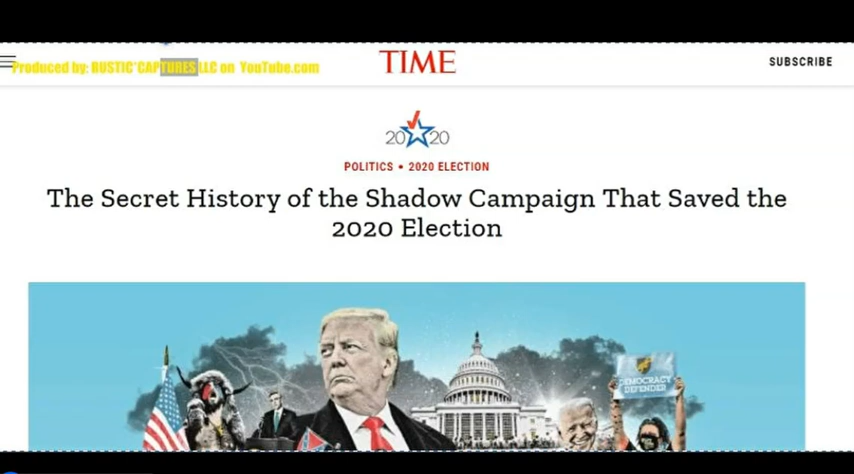 Produced by: RUSTIC*CAPTURES LLC on YouTube.com
TIME
SUBSCRIBE
2020
POLITICS • 2020 ELECTION
The Secret History of the Shadow Campaign That Saved the
2020 Election
DEMOCRACY
DEFENDER